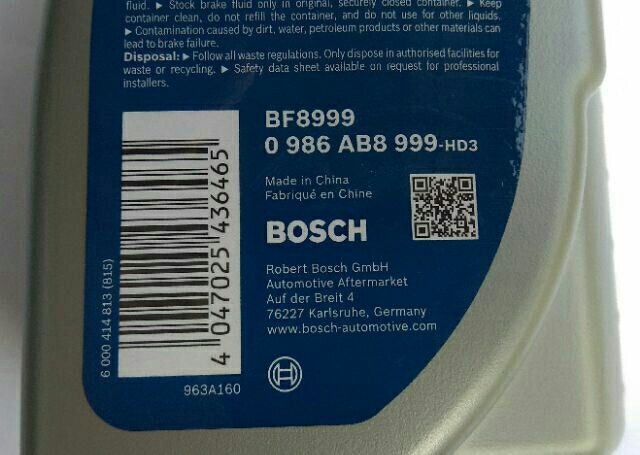 fluid. ► Stock brake fluid only in original, securely closed container. ► Keep
container clean, do not refill the container, and do not use for other liquids.
► Contamination caused by dirt, water, petroleum products or other materials can
lead to brake failure.
Disposal: ► Follow all waste regulations. Only dispose in authorised facilities for
waste or recycling. ► Safety data sheet available on request for professional
installers.
BF8999
0 986 AB8 999-HD3
Made in China
Fabriqué en Chine
BOSCH
Robert Bosch GmbH
Automotive Aftermarket
Auf der Breit 4
76227 Karlsruhe, Germany
www.bosch-automotive.com
4 047025 436465
6 000 414 813 (815)
963A160